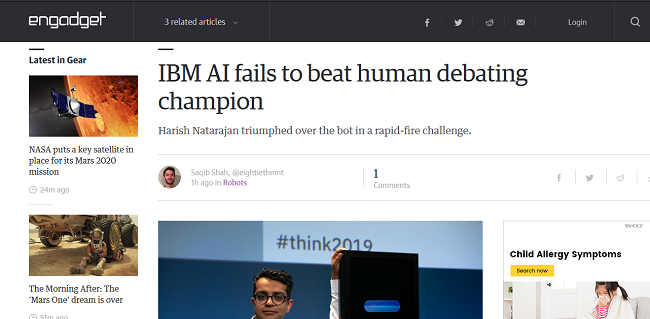 engadget
3 related articles
Login
Latest in Gear
NASA puts a key satellite in
place for its Mars 2020
mission
24m ago
The Morning After: The
'Mars One' dream is over
51m ago
IBM AI fails to beat human debating
champion
Harish Natarajan triumphed over the bot in a rapid-fire challenge.
Saqib Shah, @eightiethmnt
1h ago in Robots
1
Comments
#think2019
YAHOO!
Child Allergy Symptoms
Search now